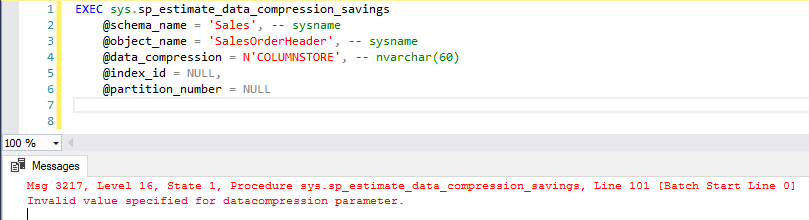 1 EXEC sys.sp_estimate_data_compression_savings
2 @schema_name = 'Sales', -- sysname
3 @object_name = 'SalesOrderHeader', -- sysname
4 @data_compression = N'COLUMNSTORE', -- nvarchar(60)
5 @index_id = NULL,
6 @partition_number = NULL
7
8
100 %
Messages
Msg 3217, Level 16, State 1, Procedure sys.sp_estimate_data_compression_savings, Line 101 [Batch Start Line 0]
Invalid value specified for datacompression parameter.